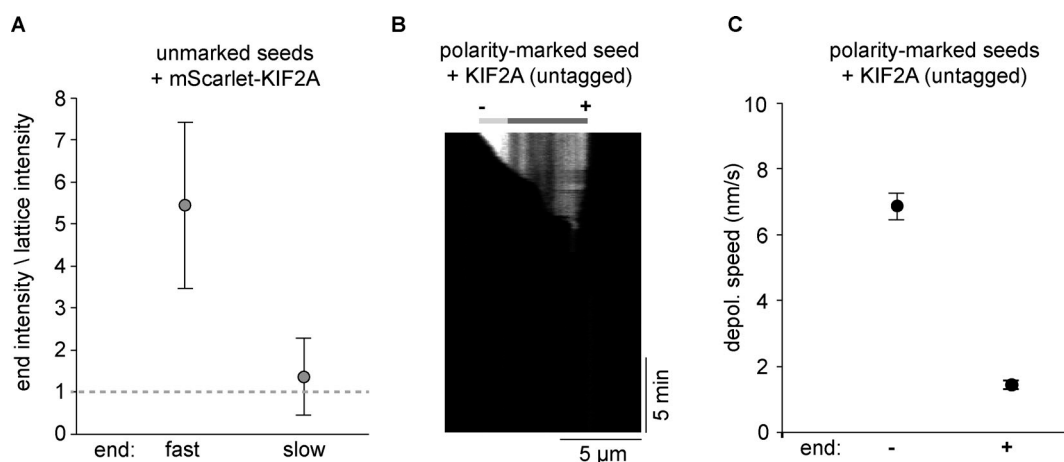 A
unmarked seeds
+ mScarlet-KIF2A
end intensity \ lattice intensity
8
7
6
5
4
3
2
1
0
end: fast slow
B
polarity-marked seed
+ KIF2A (untagged)
- +
5 min
5 μm
C
polarity-marked seeds
+ KIF2A (untagged)
depol. speed (nm/s)
10
8
6
4
2
0
end: - +